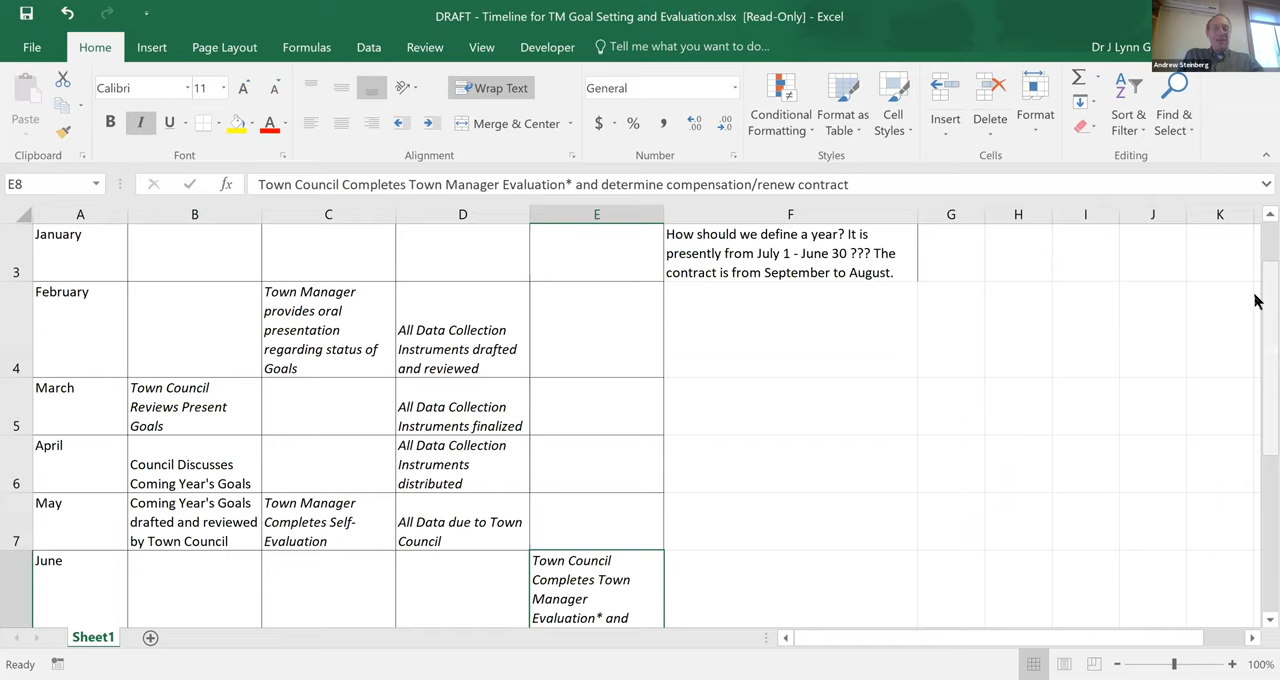 DRAFT - Timeline for TM Goal Setting and Evaluation.xlsx [Read-Only] - Excel
File Home Insert Page Layout Formulas Data Review View Developer Tell me what you want to do... Dr J Lynn G
Andrew Steinberg
Calibri 11 A A Wrap Text General
Paste B I U A Merge & Center $ % , Conditional Formatting Format as Table Cell Styles Insert Delete Format Σ Sort & Filter Find & Select
Clipboard Font Alignment Number Styles Cells Editing
E8 fx Town Council Completes Town Manager Evaluation* and determine compensation/renew contract
A B C D E F G H I J K
3 January
How should we define a year? It is
presently from July 1 - June 30 ??? The
contract is from September to August.
4 February
Town Manager
provides oral
presentation
regarding status of
Goals
All Data Collection
Instruments drafted
and reviewed
5 March
Town Council
Reviews Present
Goals
All Data Collection
Instruments finalized
6 April
Council Discusses
Coming Year's Goals
All Data Collection
Instruments
distributed
7 May
Coming Year's Goals
drafted and reviewed
by Town Council
Town Manager
Completes Self-
Evaluation
All Data due to Town
Council
June
Town Council
Completes Town
Manager
Evaluation* and
Sheet1
Ready 100%